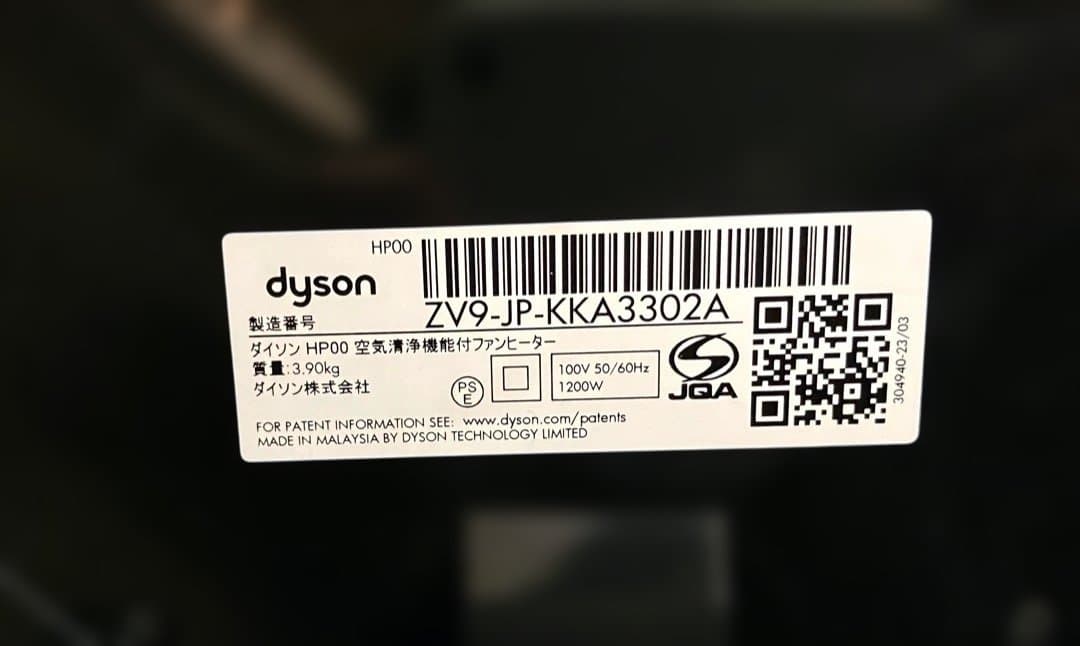 HP00
dyson
製造番号
ZV9-JP-KKA3302A
ダイソン HP00 空気清浄機能付ファンヒーター
質量:3.90kg
ダイソン株式会社
PS
E
100V 50/60Hz
1200W
JQA
304940-23/03
FOR PATENT INFORMATION SEE: www.dyson.com/patents
MADE IN MALAYSIA BY DYSON TECHNOLOGY LIMITED